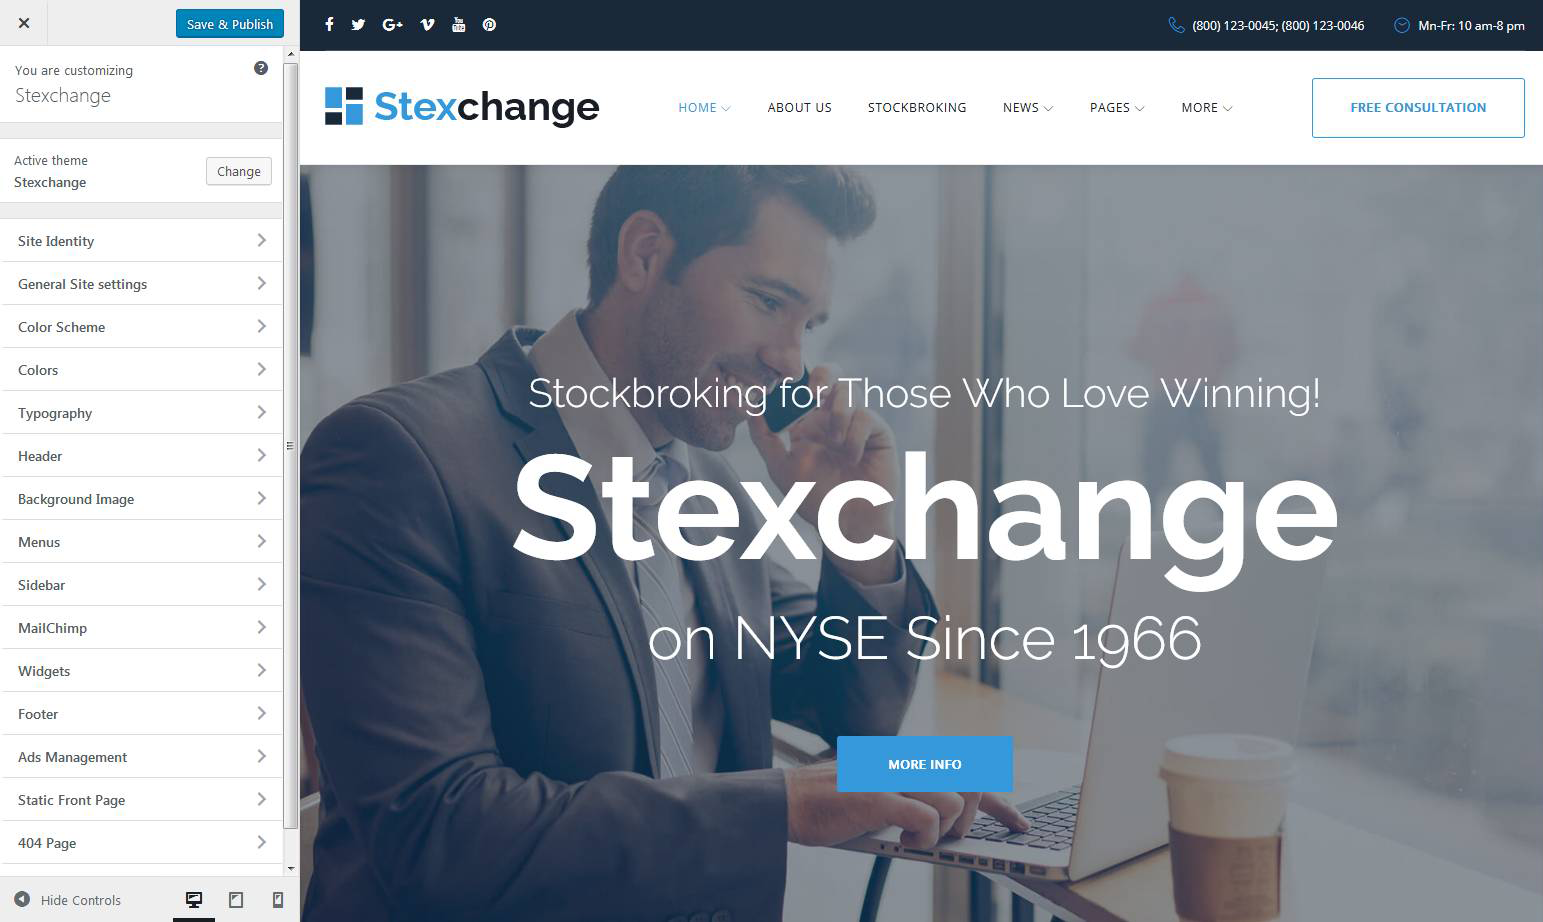 Save & Publish
You are customizing
Stexchange
Active theme
Stexchange
Change
Site Identity
General Site settings
Color Scheme
Colors
Typography
Header
Background Image
Menus
Sidebar
MailChimp
Widgets
Footer
Ads Management
Static Front Page
404 Page
Hide Controls
(800) 123-0045; (800) 123-0046
Mn-Fr: 10 am-8 pm
Stexchange
HOME
ABOUT US
STOCKBROKING
NEWS
PAGES
MORE
FREE CONSULTATION
Stockbroking for Those Who Love Winning!
Stexchange
on NYSE Since 1966
MORE INFO